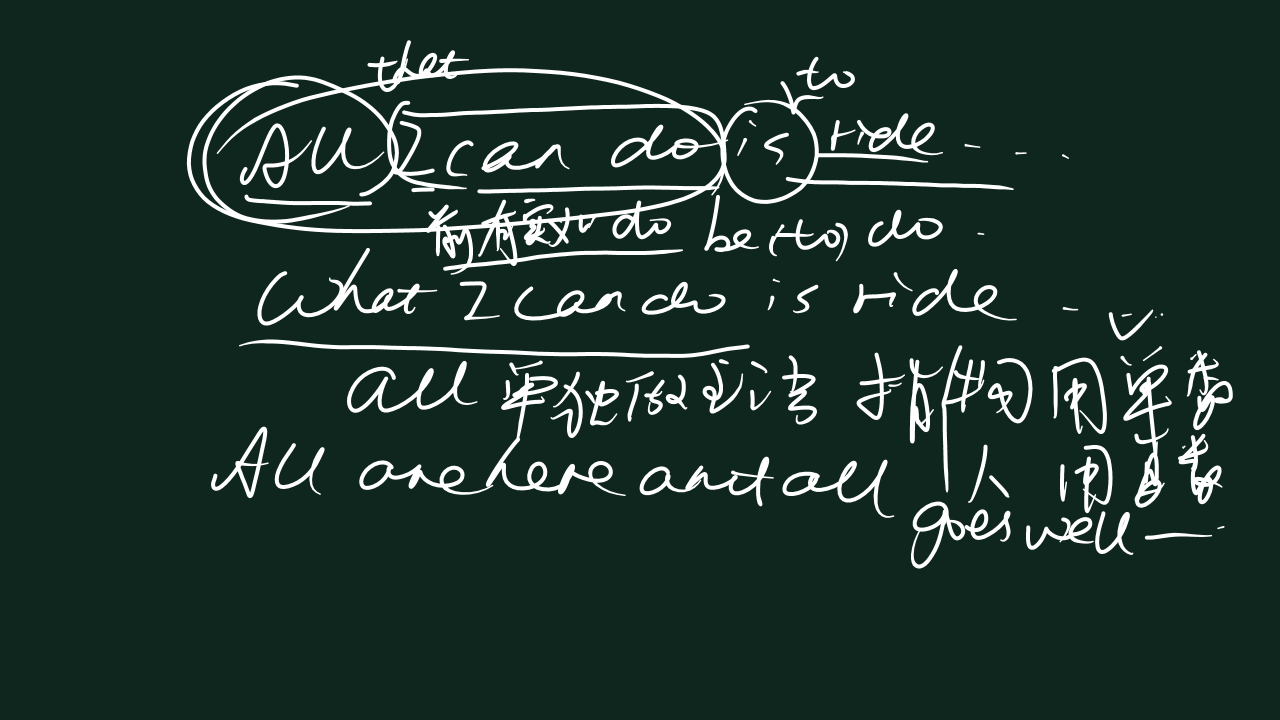 that to
All I can do is ride ....
前有实义do be (to) do .
What I can do is ride ...
all 单独做主语 指物用单数
人 用复数
All are here and all
goes well — .